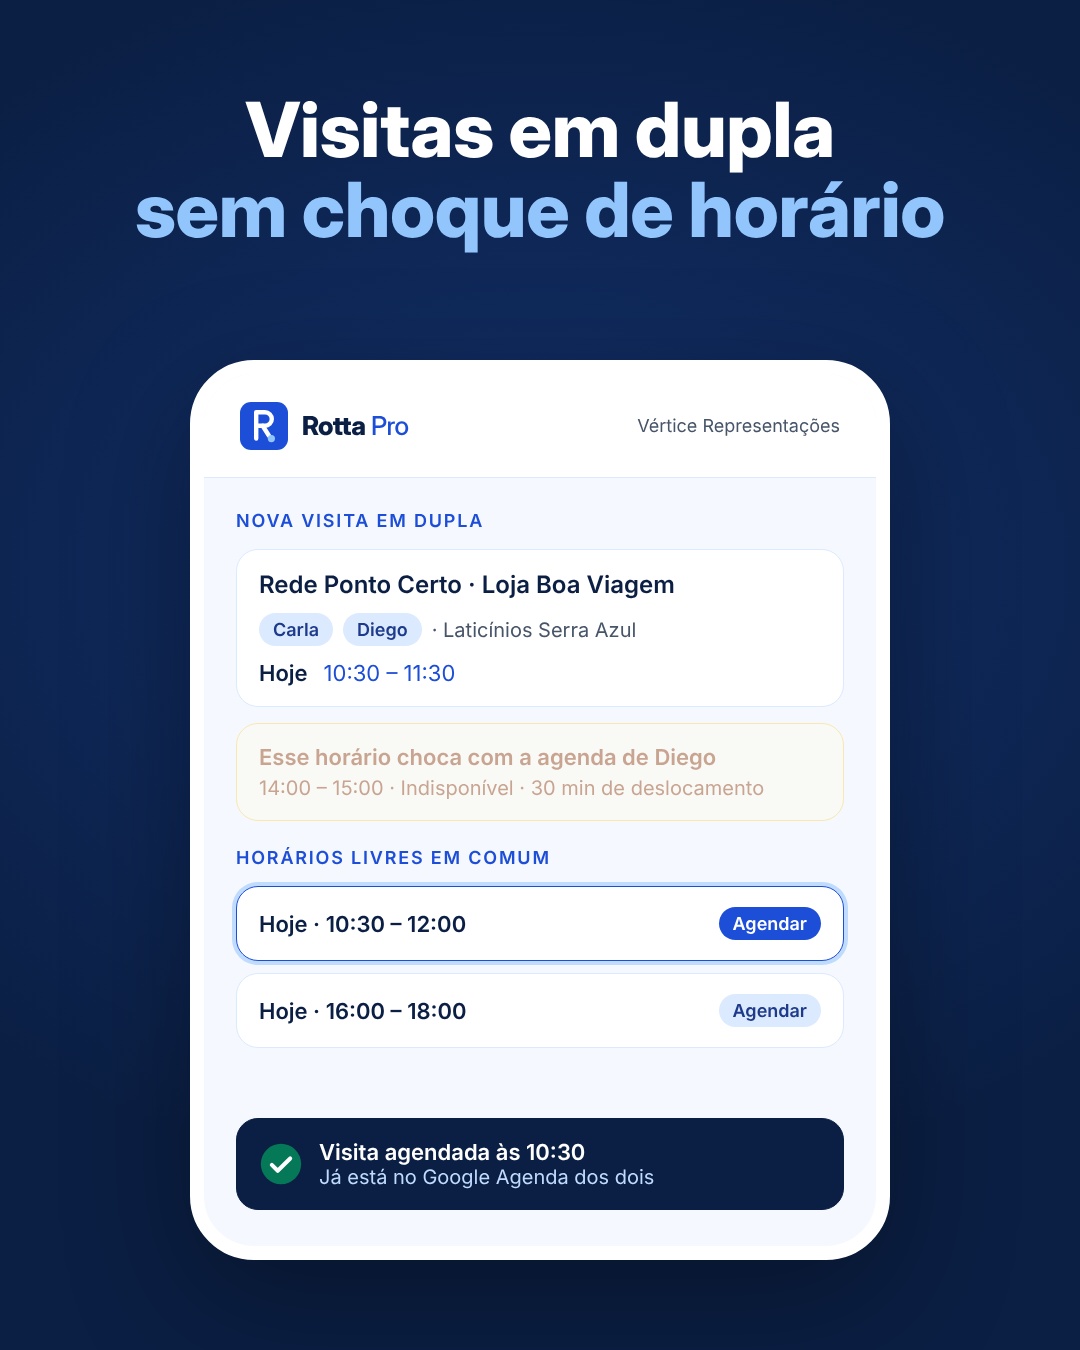 Visitas em dupla
sem choque de horário
Rotta Pro
Vértice Representações
NOVA VISITA EM DUPLA
Rede Ponto Certo · Loja Boa Viagem
Carla Diego · Laticínios Serra Azul
Hoje 10:30 – 11:30
Esse horário choca com a agenda de Diego
14:00 – 15:00 · Indisponível · 30 min de deslocamento
HORÁRIOS LIVRES EM COMUM
Hoje · 10:30 – 12:00 Agendar
Hoje · 16:00 – 18:00 Agendar
Visita agendada às 10:30
Já está no Google Agenda dos dois